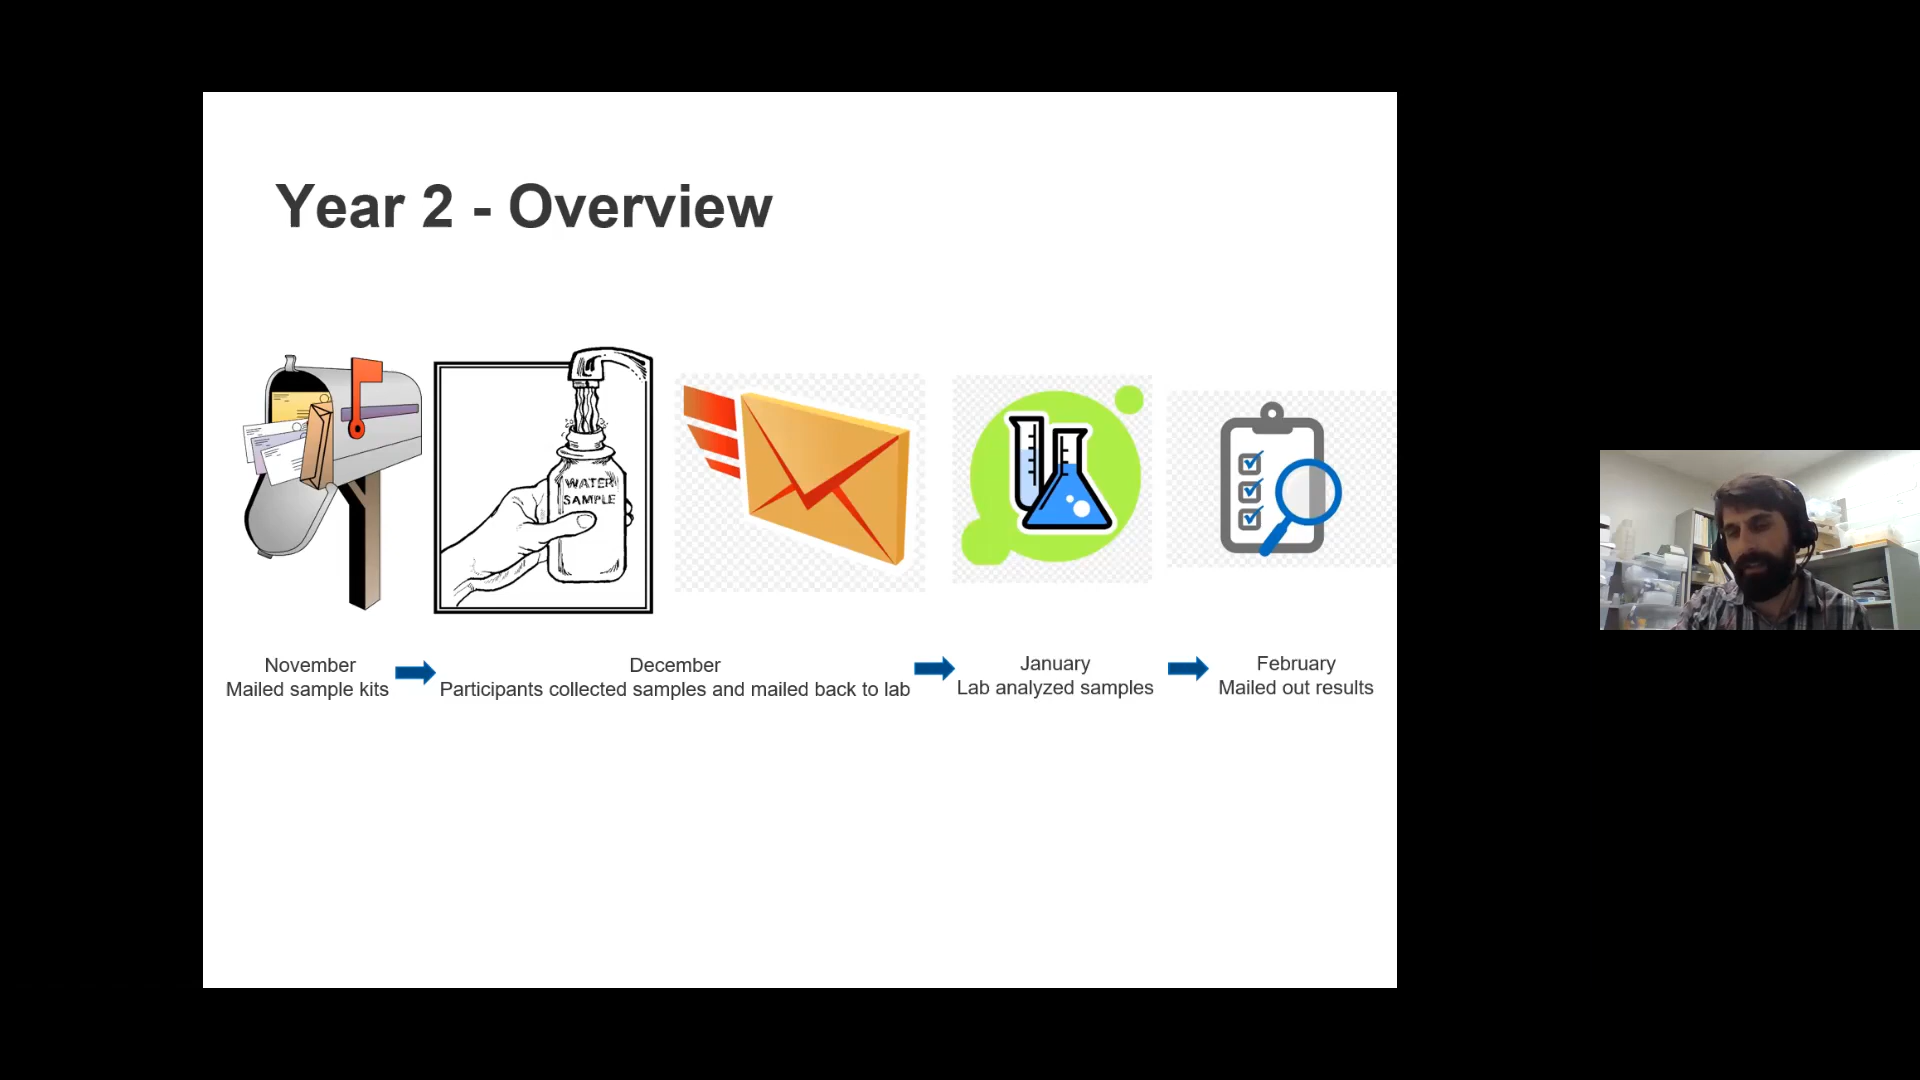 Year 2 - Overview
WATER
SAMPLE
November
Mailed sample kits
December
Participants collected samples and mailed back to lab
January
Lab analyzed samples
February
Mailed out results